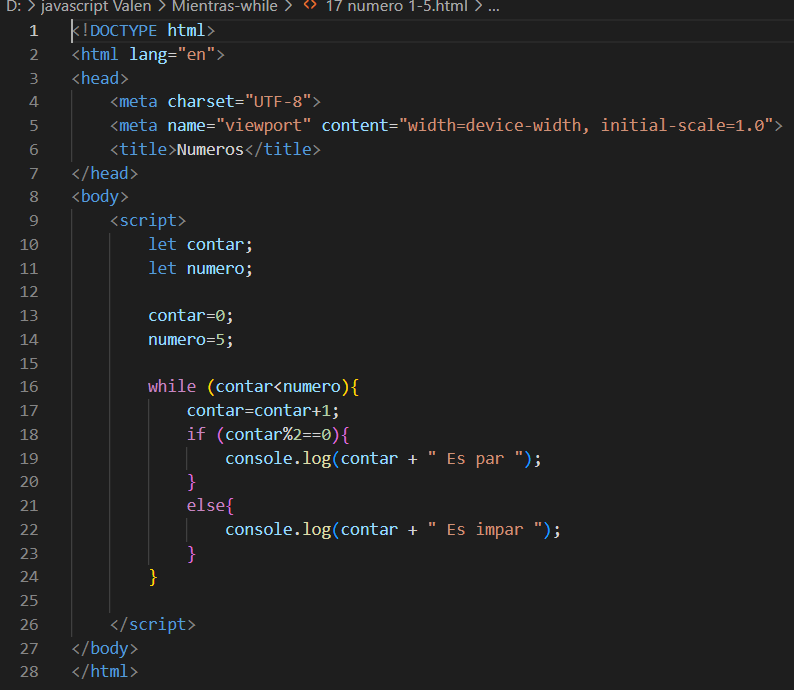 D: > javascript Valen > Mientras-while > <> 17 numero 1-5.html > ...
1 <!DOCTYPE html>
2 <html lang="en">
3 <head>
4     <meta charset="UTF-8">
5     <meta name="viewport" content="width=device-width, initial-scale=1.0">
6     <title>Numeros</title>
7 </head>
8 <body>
9     <script>
10         let contar;
11         let numero;
12
13         contar=0;
14         numero=5;
15
16         while (contar<numero){
17             contar=contar+1;
18             if (contar%2==0){
19                 console.log(contar + " Es par ");
20             }
21             else{
22                 console.log(contar + " Es impar ");
23             }
24         }
25
26     </script>
27 </body>
28 </html>